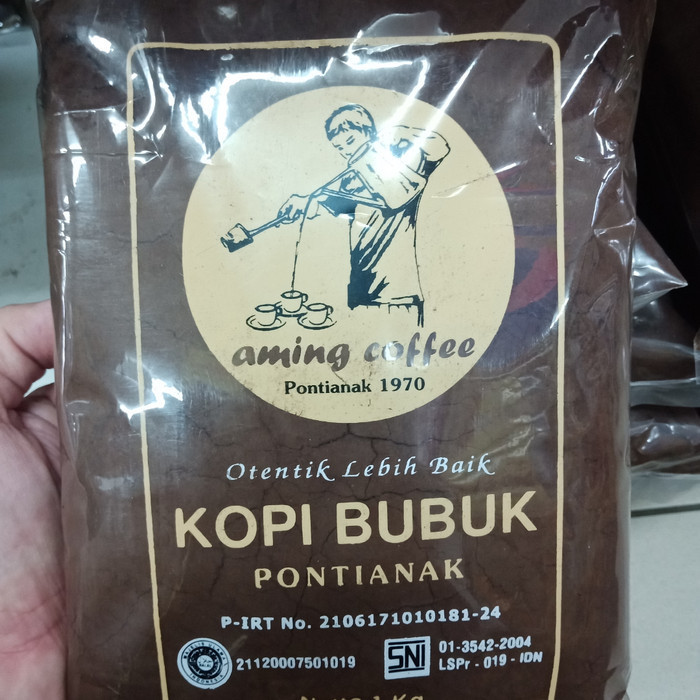 aming coffee
Pontianak 1970
Otentik Lebih Baik
KOPI BUBUK
PONTIANAK
P-IRT No. 2106171010181-24
21120007501019
SNI
01-3542-2004
LSPr - 019 - IDN